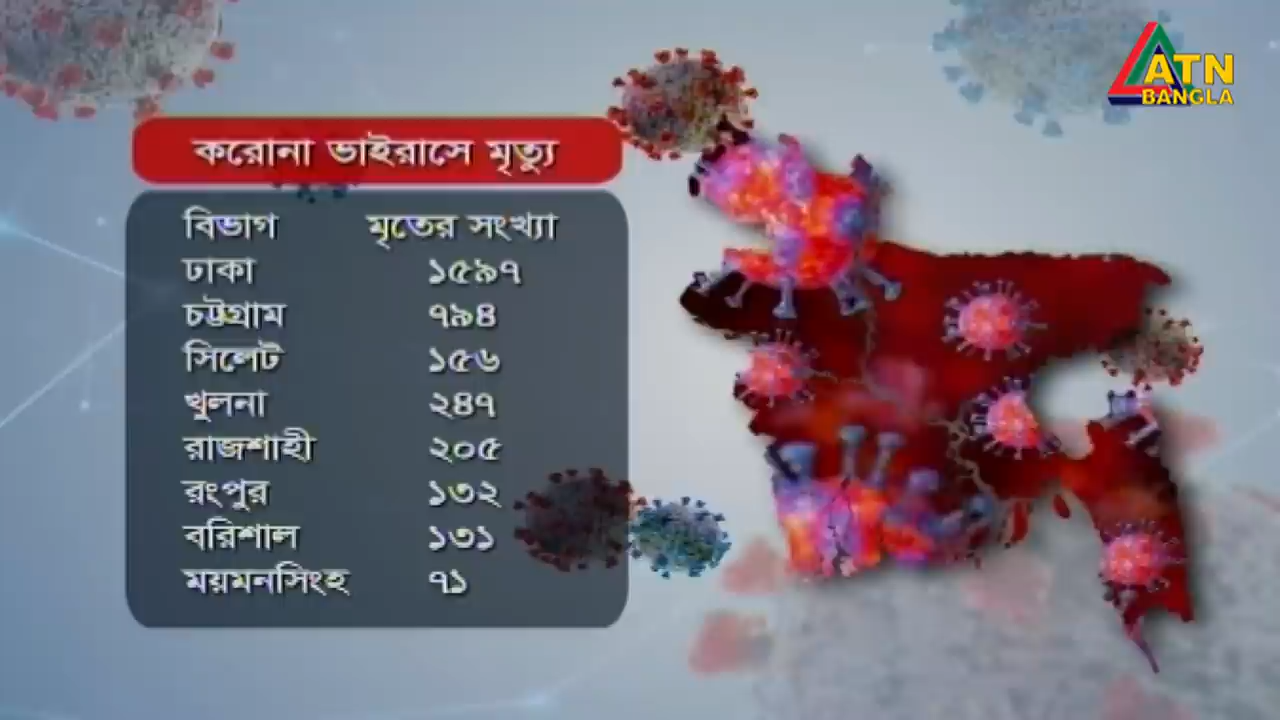 ATN
BANGLA
করোনা ভাইরাসে মৃত্যু
বিভাগ মৃতের সংখ্যা
ঢাকা ১৫৯৭
চট্টগ্রাম ৭৯৪
সিলেট ১৫৬
খুলনা ২৪৭
রাজশাহী ২০৫
রংপুর ১৩২
বরিশাল ১৩১
ময়মনসিংহ ৭১